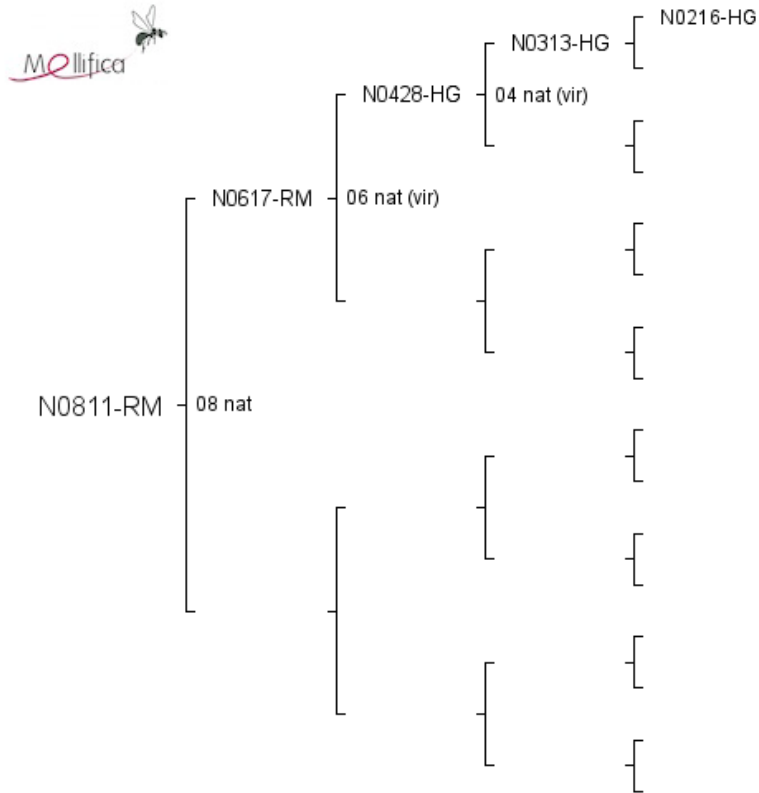 Mellifica
N0216-HG
N0313-HG
N0428-HG
04 nat (vir)
N0617-RM
06 nat (vir)
N0811-RM
08 nat